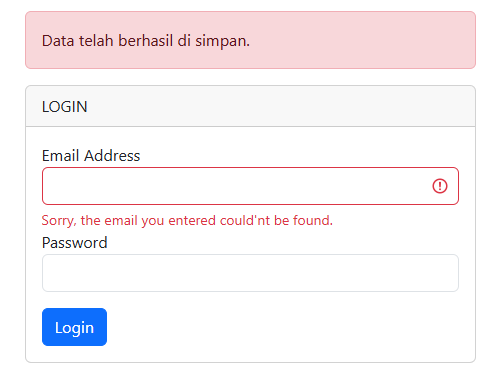 Data telah berhasil di simpan.
LOGIN
Email Address
Sorry, the email you entered could'nt be found.
Password
Login